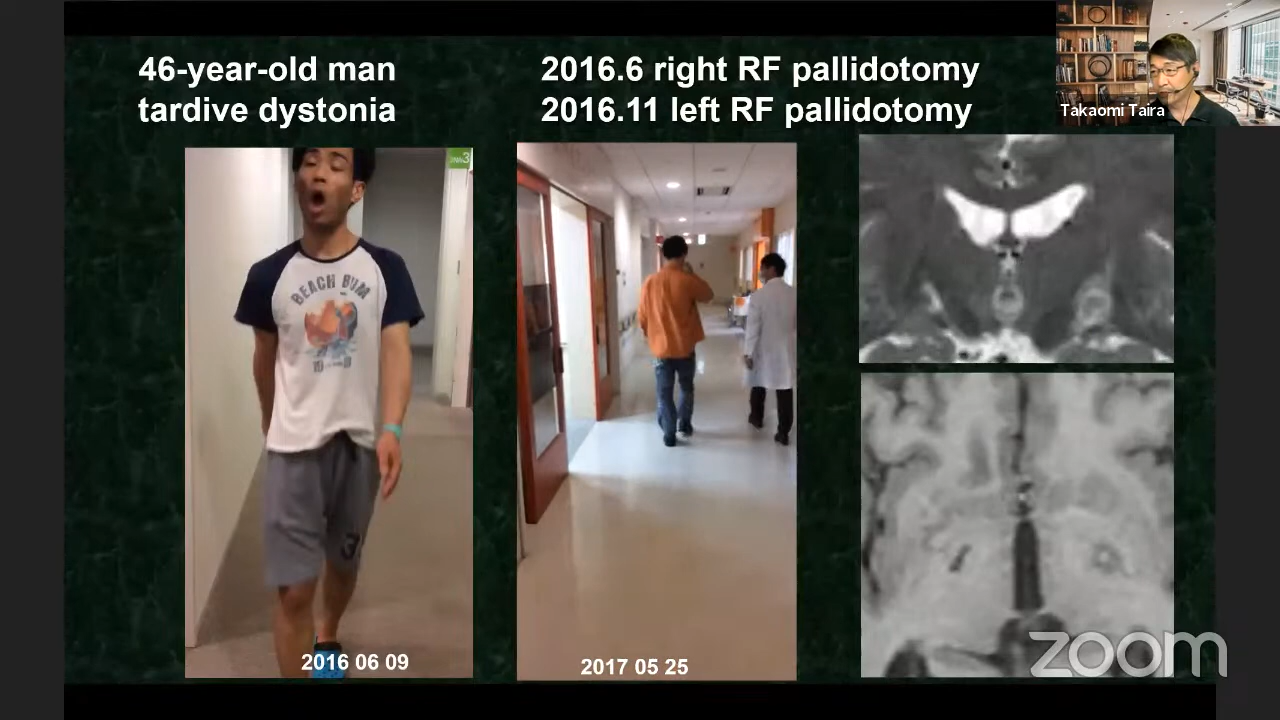 46-year-old man
tardive dystonia
2016.6 right RF pallidotomy
2016.11 left RF pallidotomy
Takaomi Taira
BEACH BUM
3
2016 06 09
2017 05 25
zoom